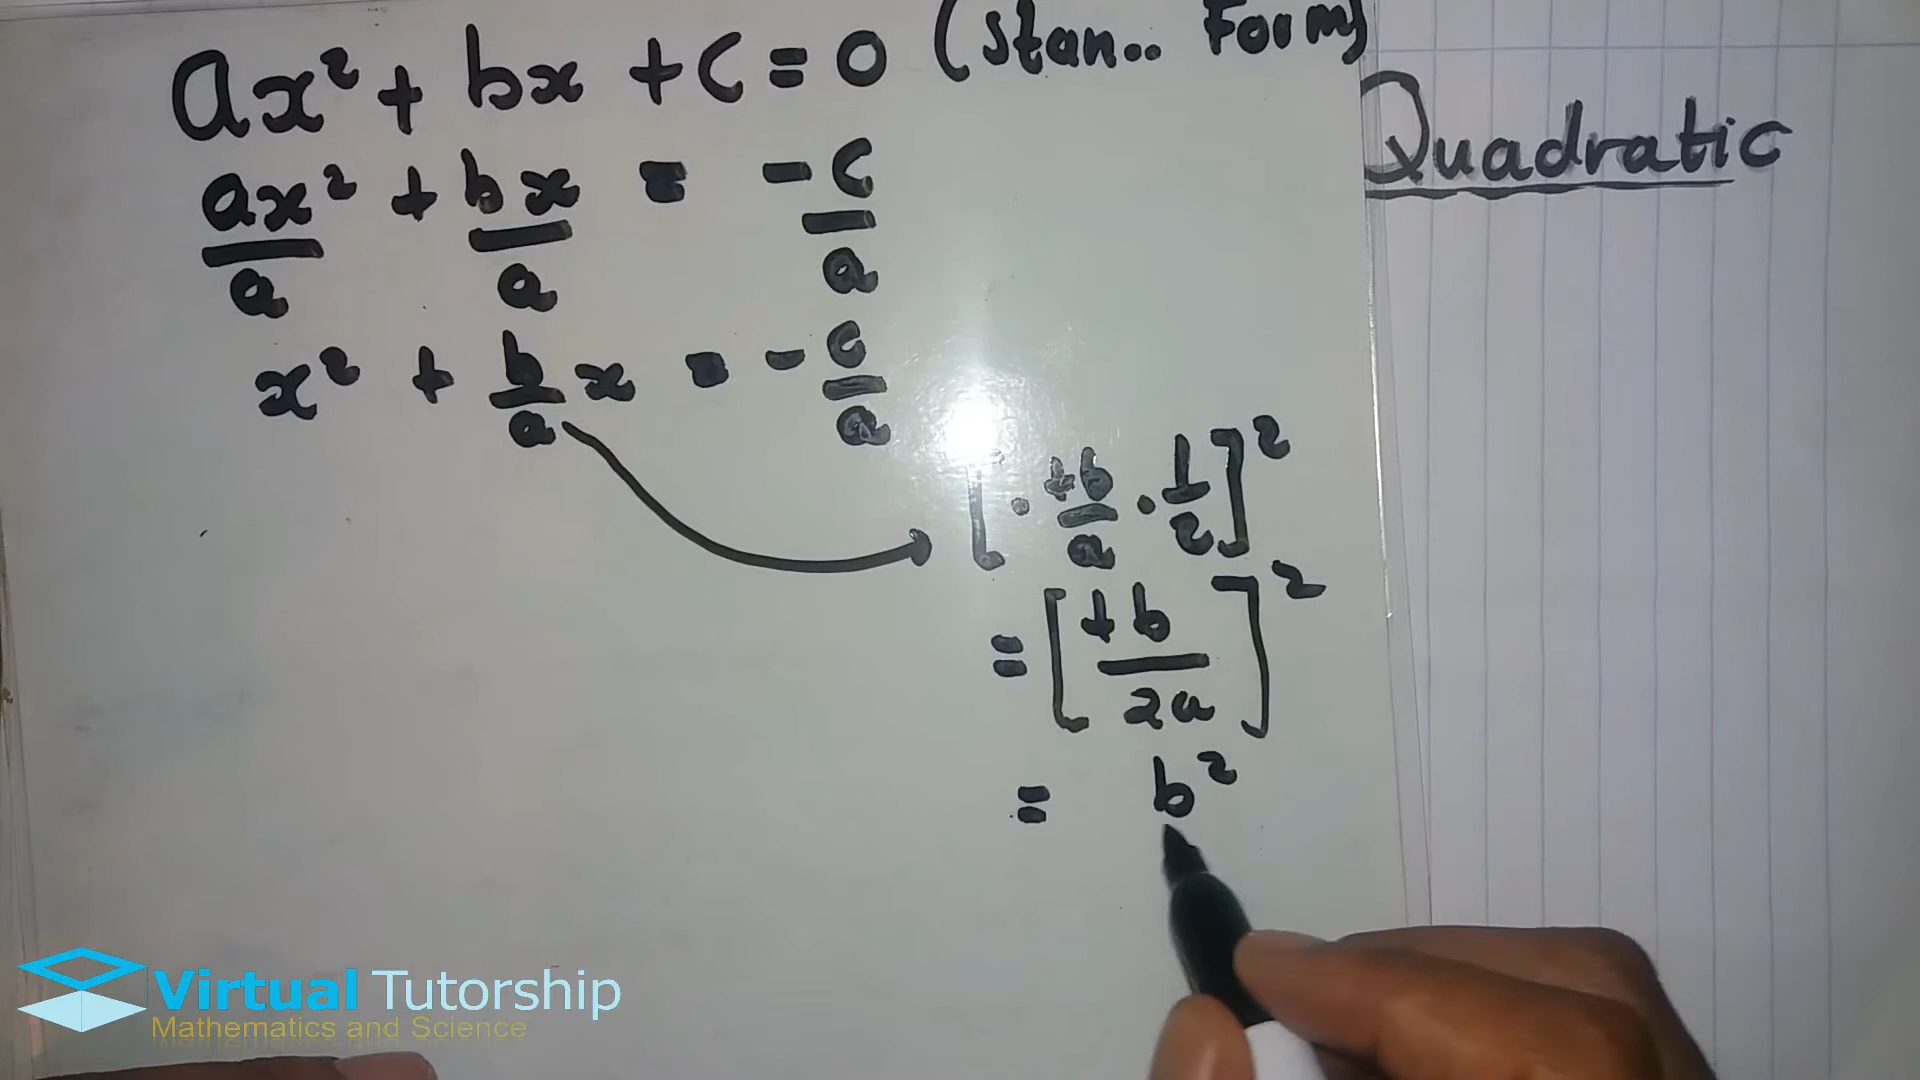 ax² + bx + c = 0 (Stan.. Form)
Quadratic
ax²/a + bx/a = -c/a
x² + b/a x = -c/a
[· +b/a · 1/2]²
= [+b/2a]²
= b²
Virtual Tutorship
Mathematics and Science